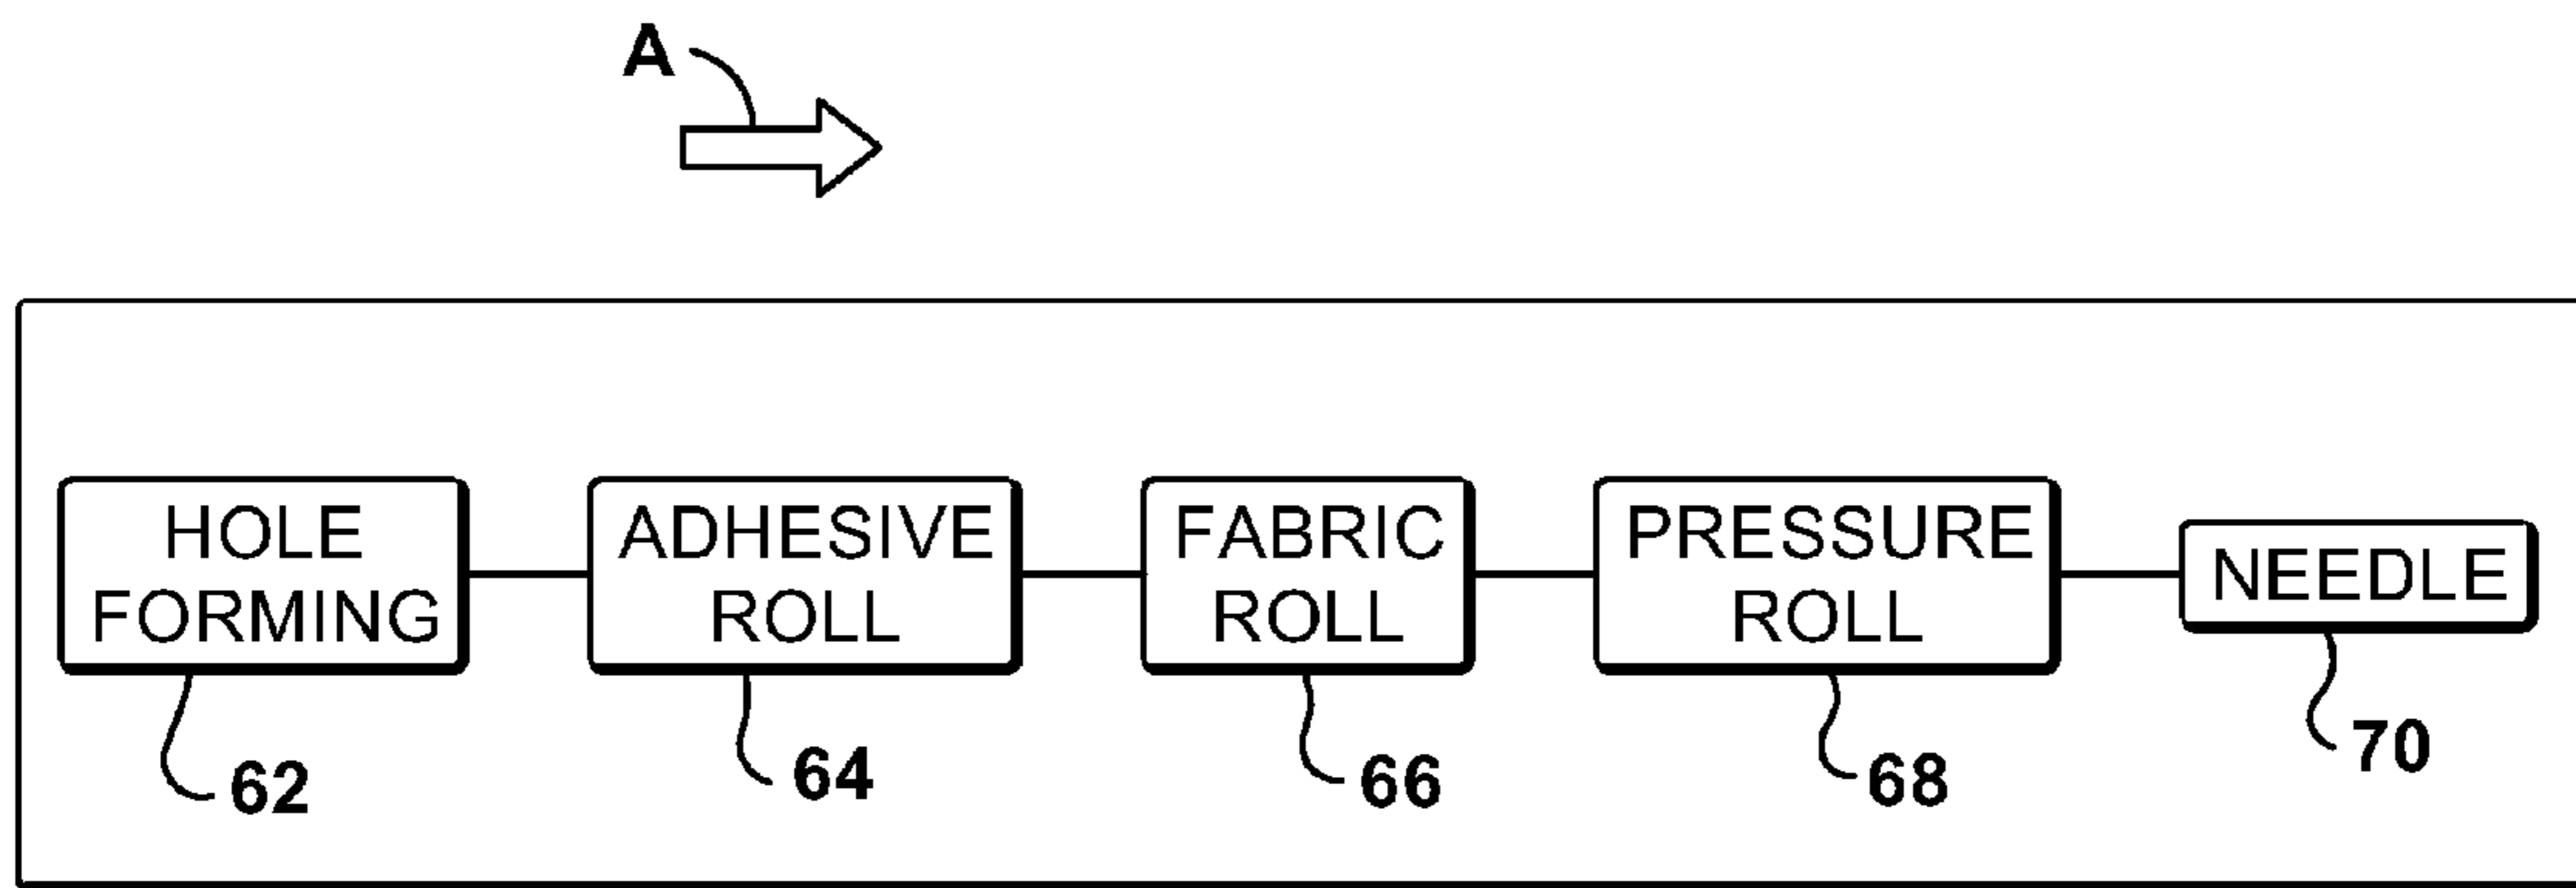 A
HOLE
FORMING
ADHESIVE
ROLL
FABRIC
ROLL
PRESSURE
ROLL
NEEDLE
62
64
66
68
70